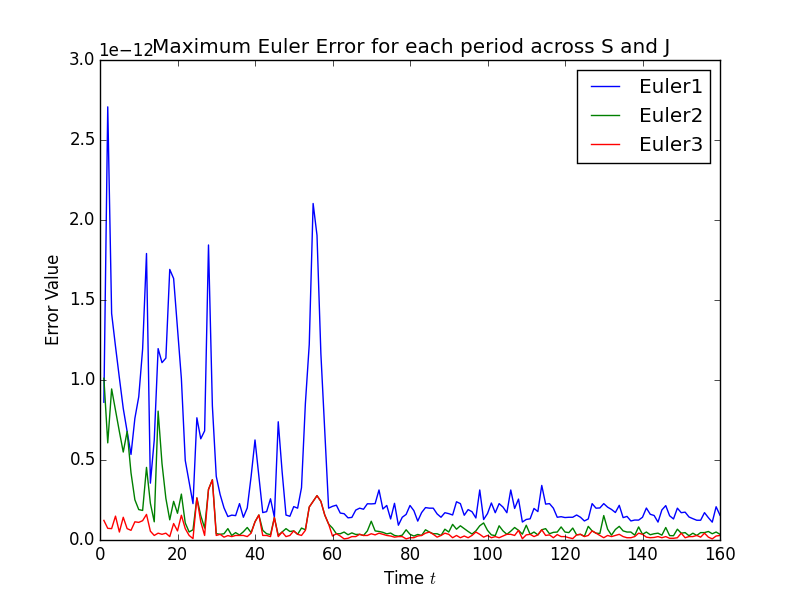 1e−12
Maximum Euler Error for each period across S and J
3.0
2.5
2.0
1.5
1.0
0.5
0.0
Error Value
Euler1
Euler2
Euler3
0 20 40 60 80 100 120 140 160
Time t